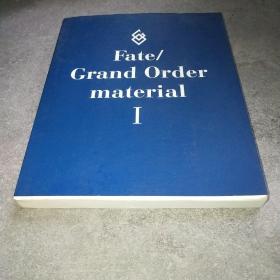 Fate/
Grand Order
material
I